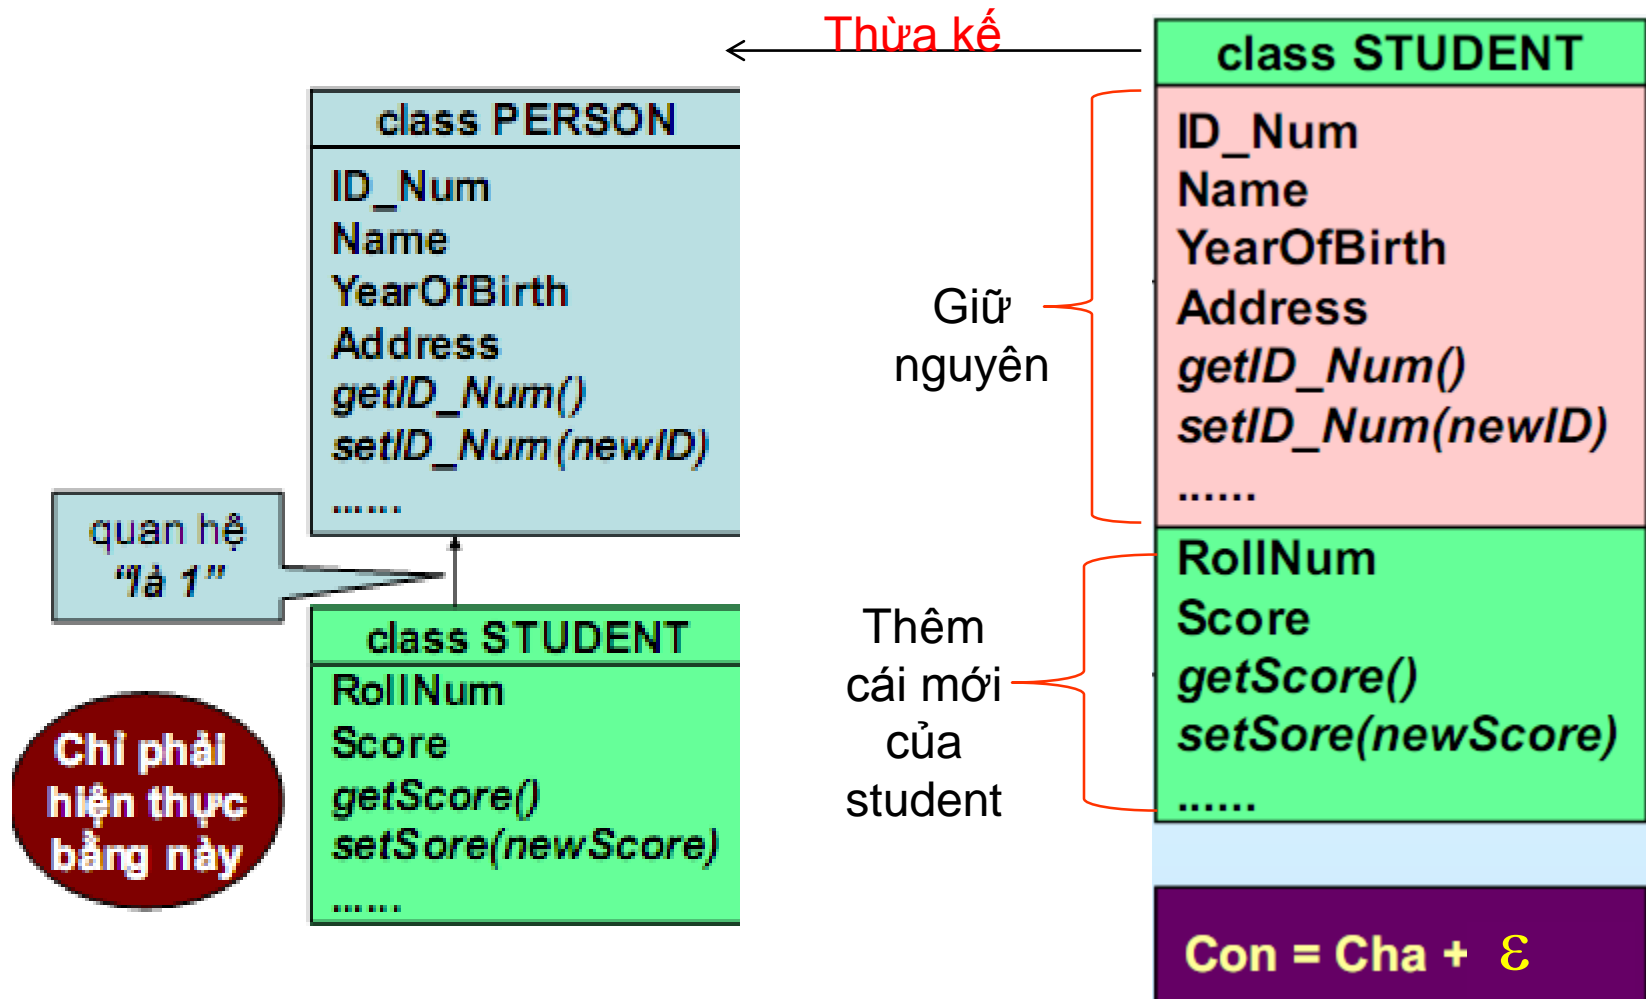 Thừa kế
class PERSON
ID_Num
Name
YearOfBirth
Address
getID_Num()
setID_Num(newID)
......
quan hệ
“là 1”
class STUDENT
RollNum
Score
getScore()
setSore(newScore)
......
Chỉ phải
hiện thực
bằng này
class STUDENT
ID_Num
Name
YearOfBirth
Address
getID_Num()
setID_Num(newID)
......
RollNum
Score
getScore()
setSore(newScore)
......
Giữ
nguyên
Thêm
cái mới
của
student
Con = Cha + ε